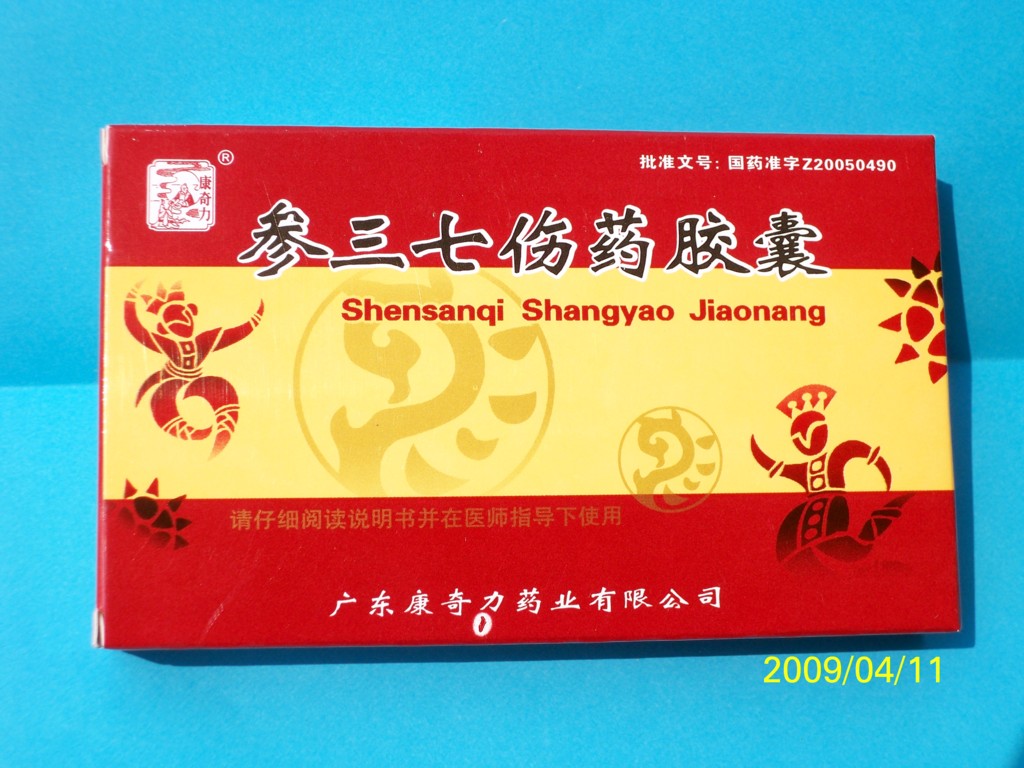 康奇力
®
批准文号：国药准字Z20050490
参三七伤药胶囊
Shensanqi Shangyao Jiaonang
请仔细阅读说明书并在医师指导下使用
广东康奇力药业有限公司
2009/04/11